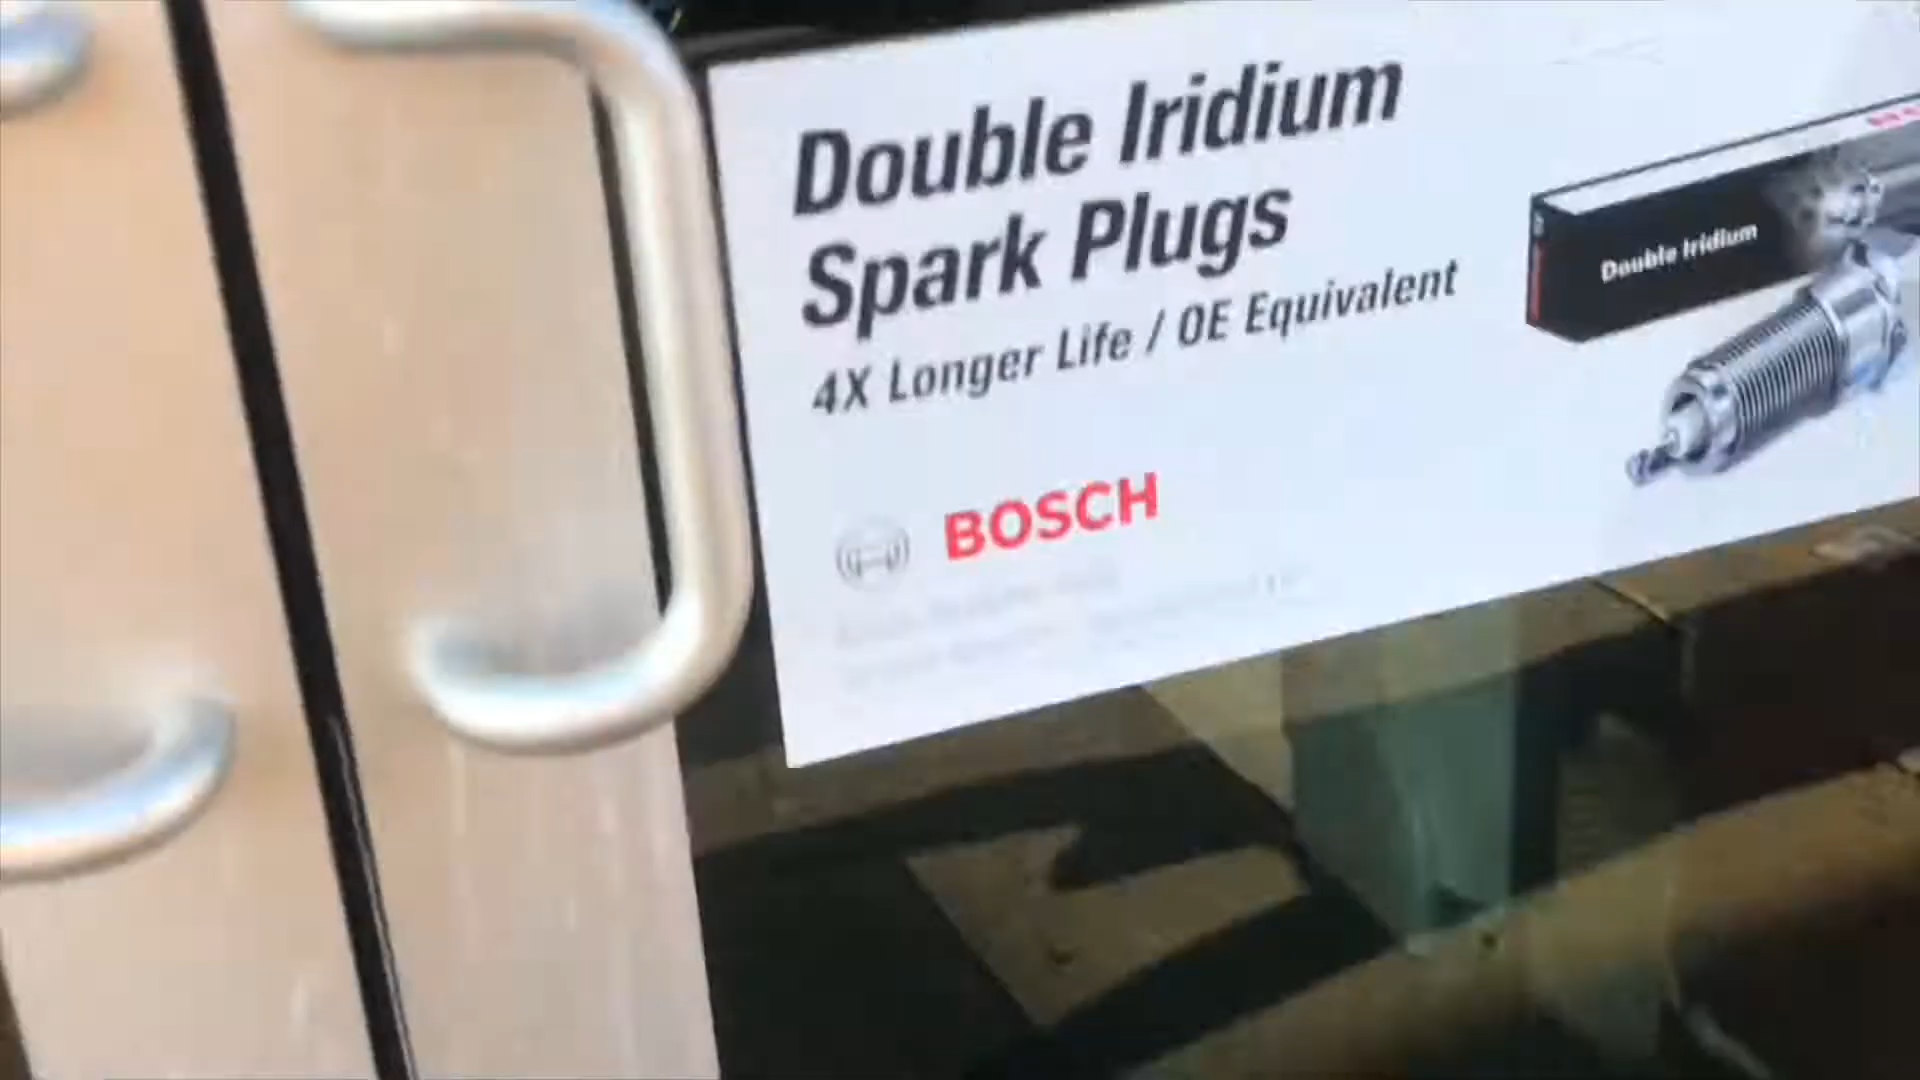 Double Iridium
Spark Plugs
4X Longer Life / OE Equivalent
BOSCH
Double Iridium